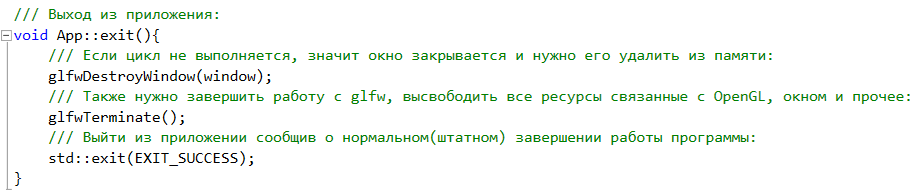 /// Выход из приложения:
void App::exit(){
/// Если цикл не выполняется, значит окно закрывается и нужно его удалить из памяти:
glfwDestroyWindow(window);
/// Также нужно завершить работу с glfw, высвободить все ресурсы связанные с OpenGL, окном и прочее:
glfwTerminate();
/// Выйти из приложении сообщив о нормальном(штатном) завершении работы программы:
std::exit(EXIT_SUCCESS);
}